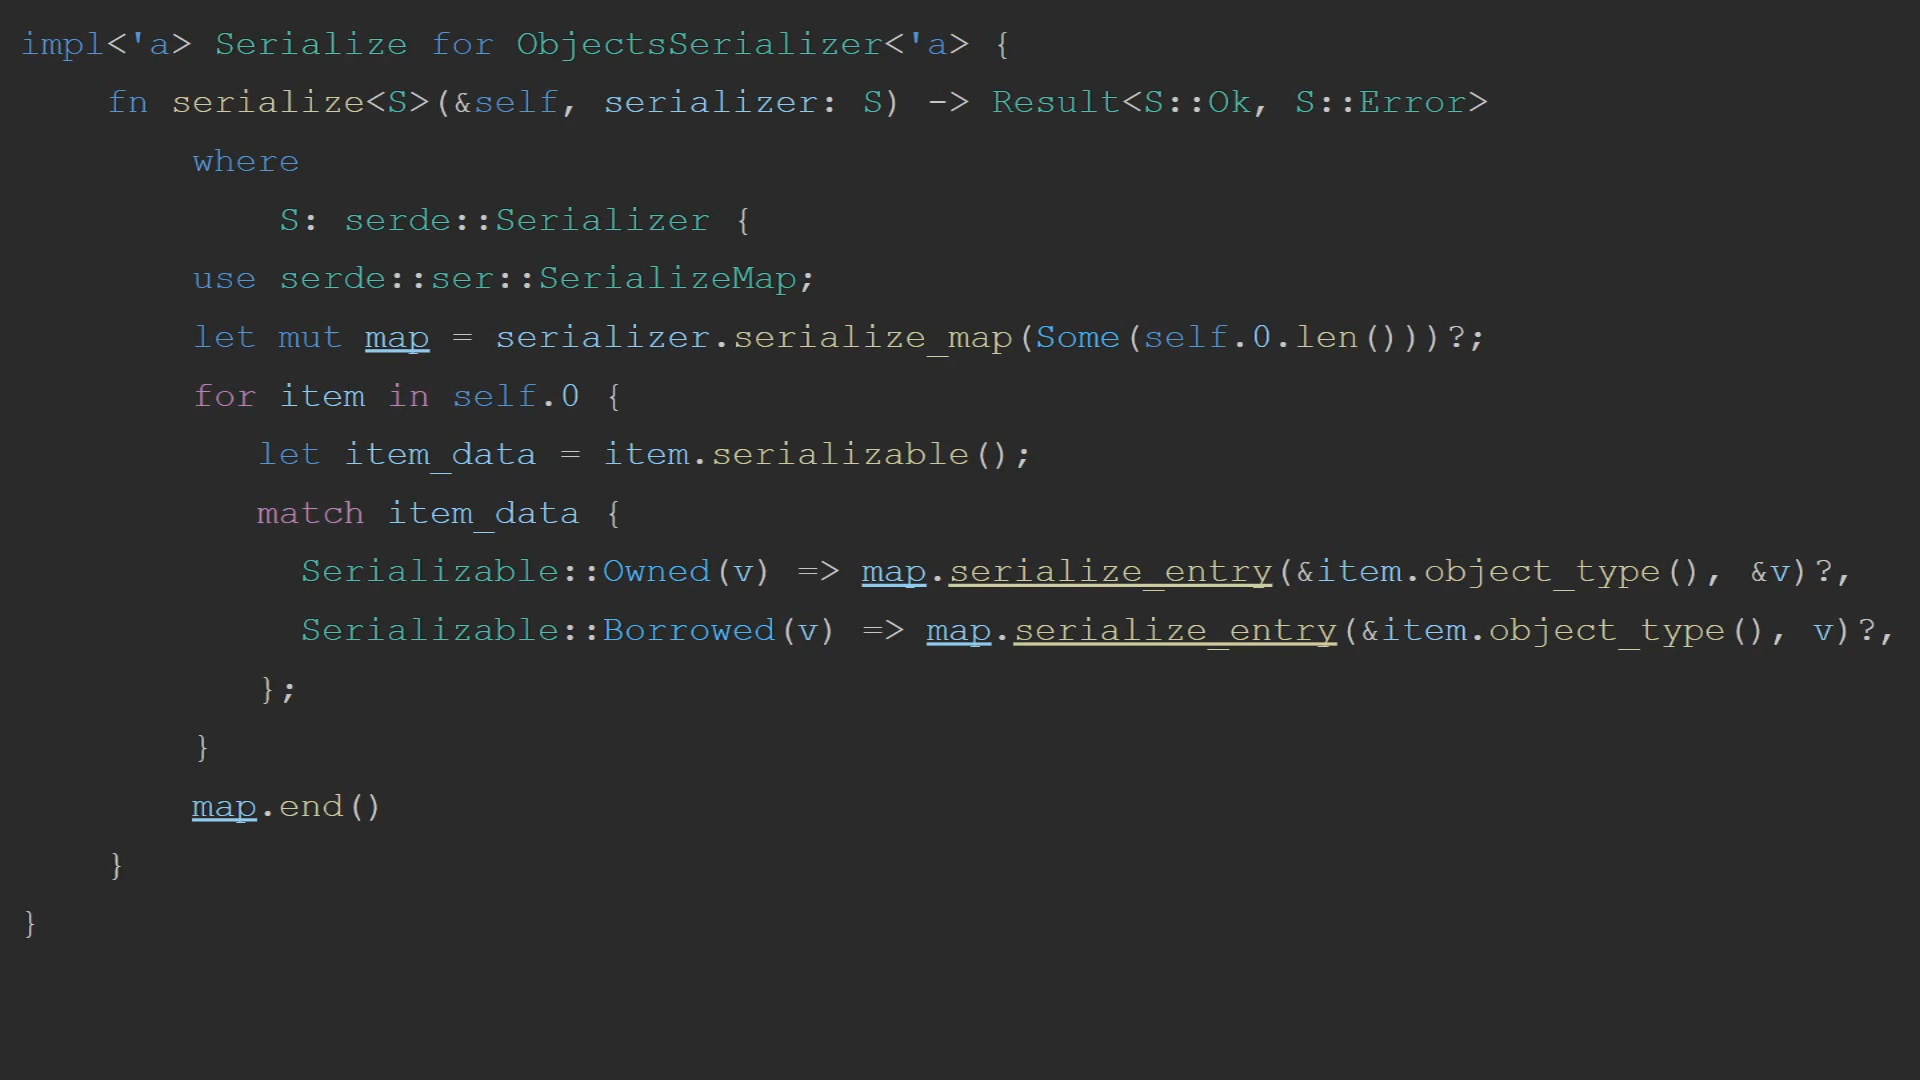 impl<'a> Serialize for ObjectsSerializer<'a> {
    fn serialize<S>(&self, serializer: S) -> Result<S::Ok, S::Error>
        where
            S: serde::Serializer {
        use serde::ser::SerializeMap;
        let mut map = serializer.serialize_map(Some(self.0.len()))?;
        for item in self.0 {
           let item_data = item.serializable();
           match item_data {
             Serializable::Owned(v) => map.serialize_entry(&item.object_type(), &v)?,
             Serializable::Borrowed(v) => map.serialize_entry(&item.object_type(), v)?,
           };
        }
        map.end()
    }
}